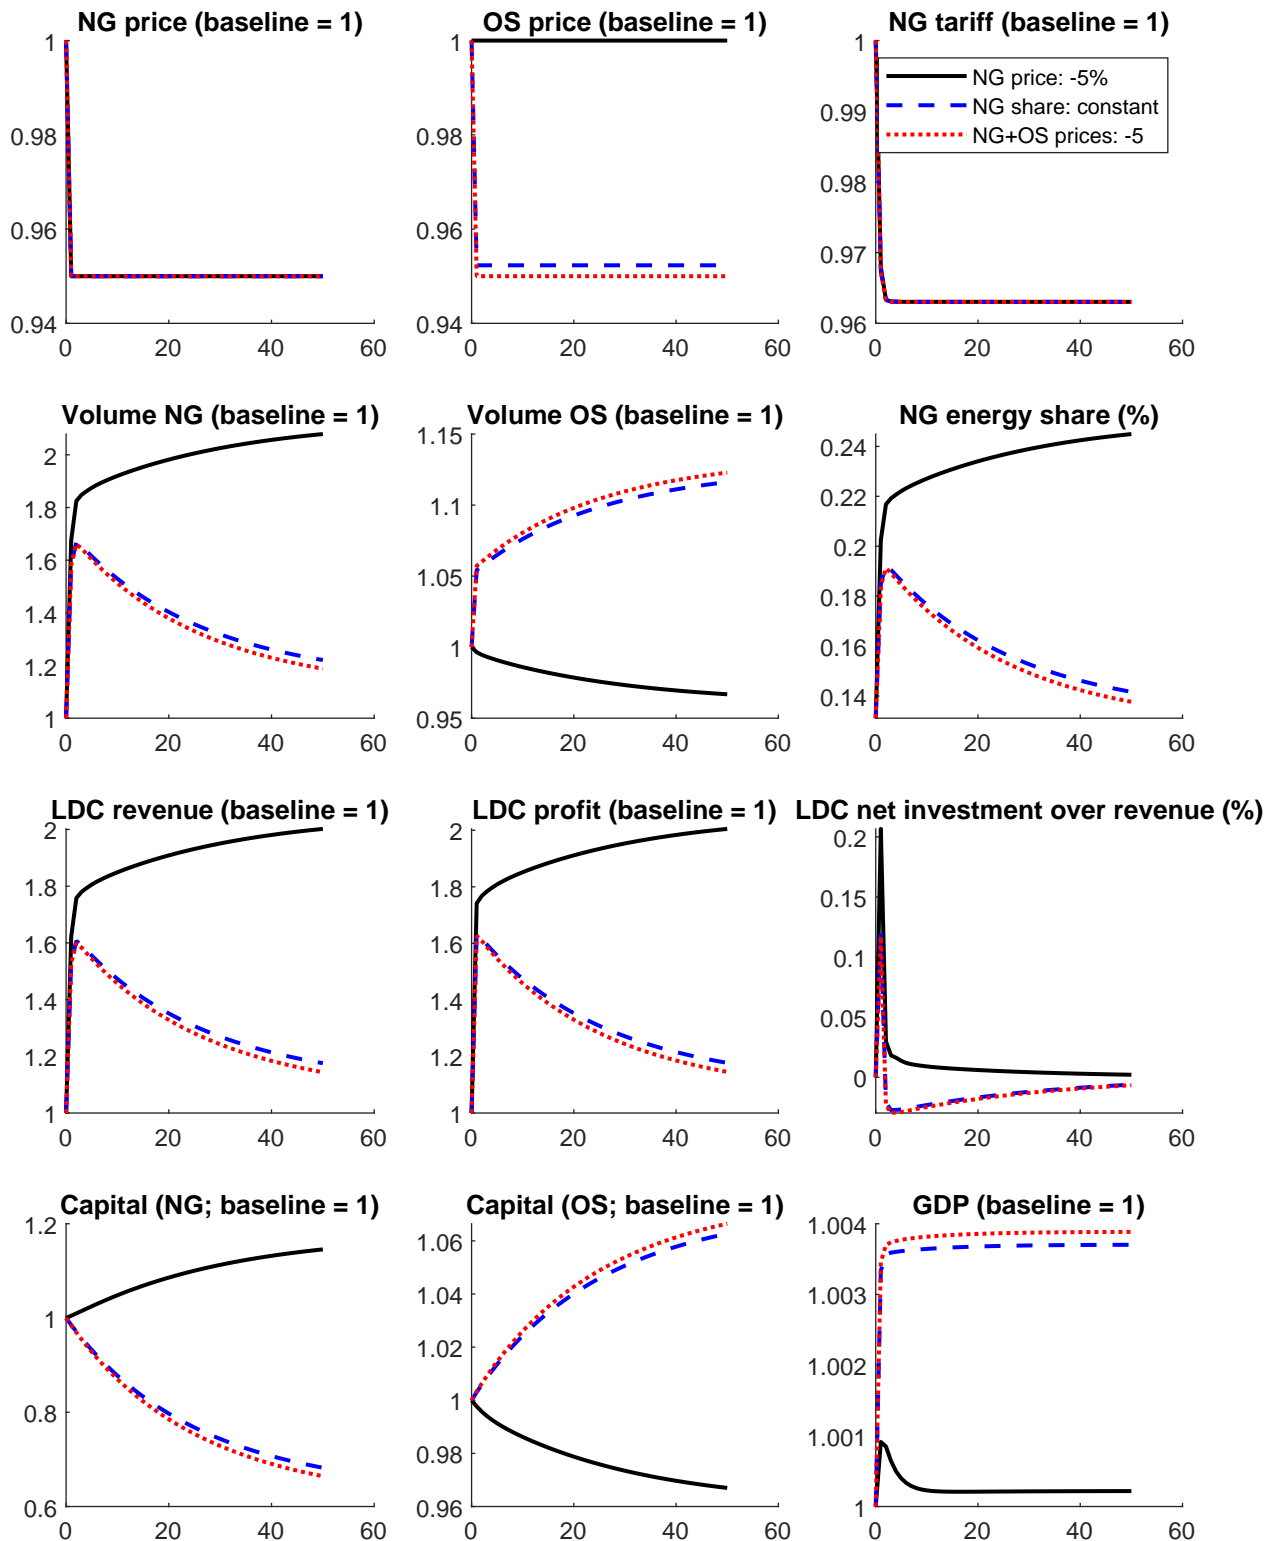 NG price (baseline = 1)
1
0.98
0.96
0.94
0 20 40 60
OS price (baseline = 1)
1
0.98
0.96
0.94
0 20 40 60
NG tariff (baseline = 1)
1
0.99
0.98
0.97
0.96
0 20 40 60
NG price: -5%
NG share: constant
NG+OS prices: -5
Volume NG (baseline = 1)
2
1.8
1.6
1.4
1.2
1
0 20 40 60
Volume OS (baseline = 1)
1.15
1.1
1.05
1
0.95
0 20 40 60
NG energy share (%)
0.24
0.22
0.2
0.18
0.16
0.14
0 20 40 60
LDC revenue (baseline = 1)
2
1.8
1.6
1.4
1.2
1
0 20 40 60
LDC profit (baseline = 1)
2
1.8
1.6
1.4
1.2
1
0 20 40 60
LDC net investment over revenue (%)
0.2
0.15
0.1
0.05
0
0 20 40 60
Capital (NG; baseline = 1)
1.2
1
0.8
0.6
0 20 40 60
Capital (OS; baseline = 1)
1.06
1.04
1.02
1
0.98
0.96
0 20 40 60
GDP (baseline = 1)
1.004
1.003
1.002
1.001
1
0 20 40 60